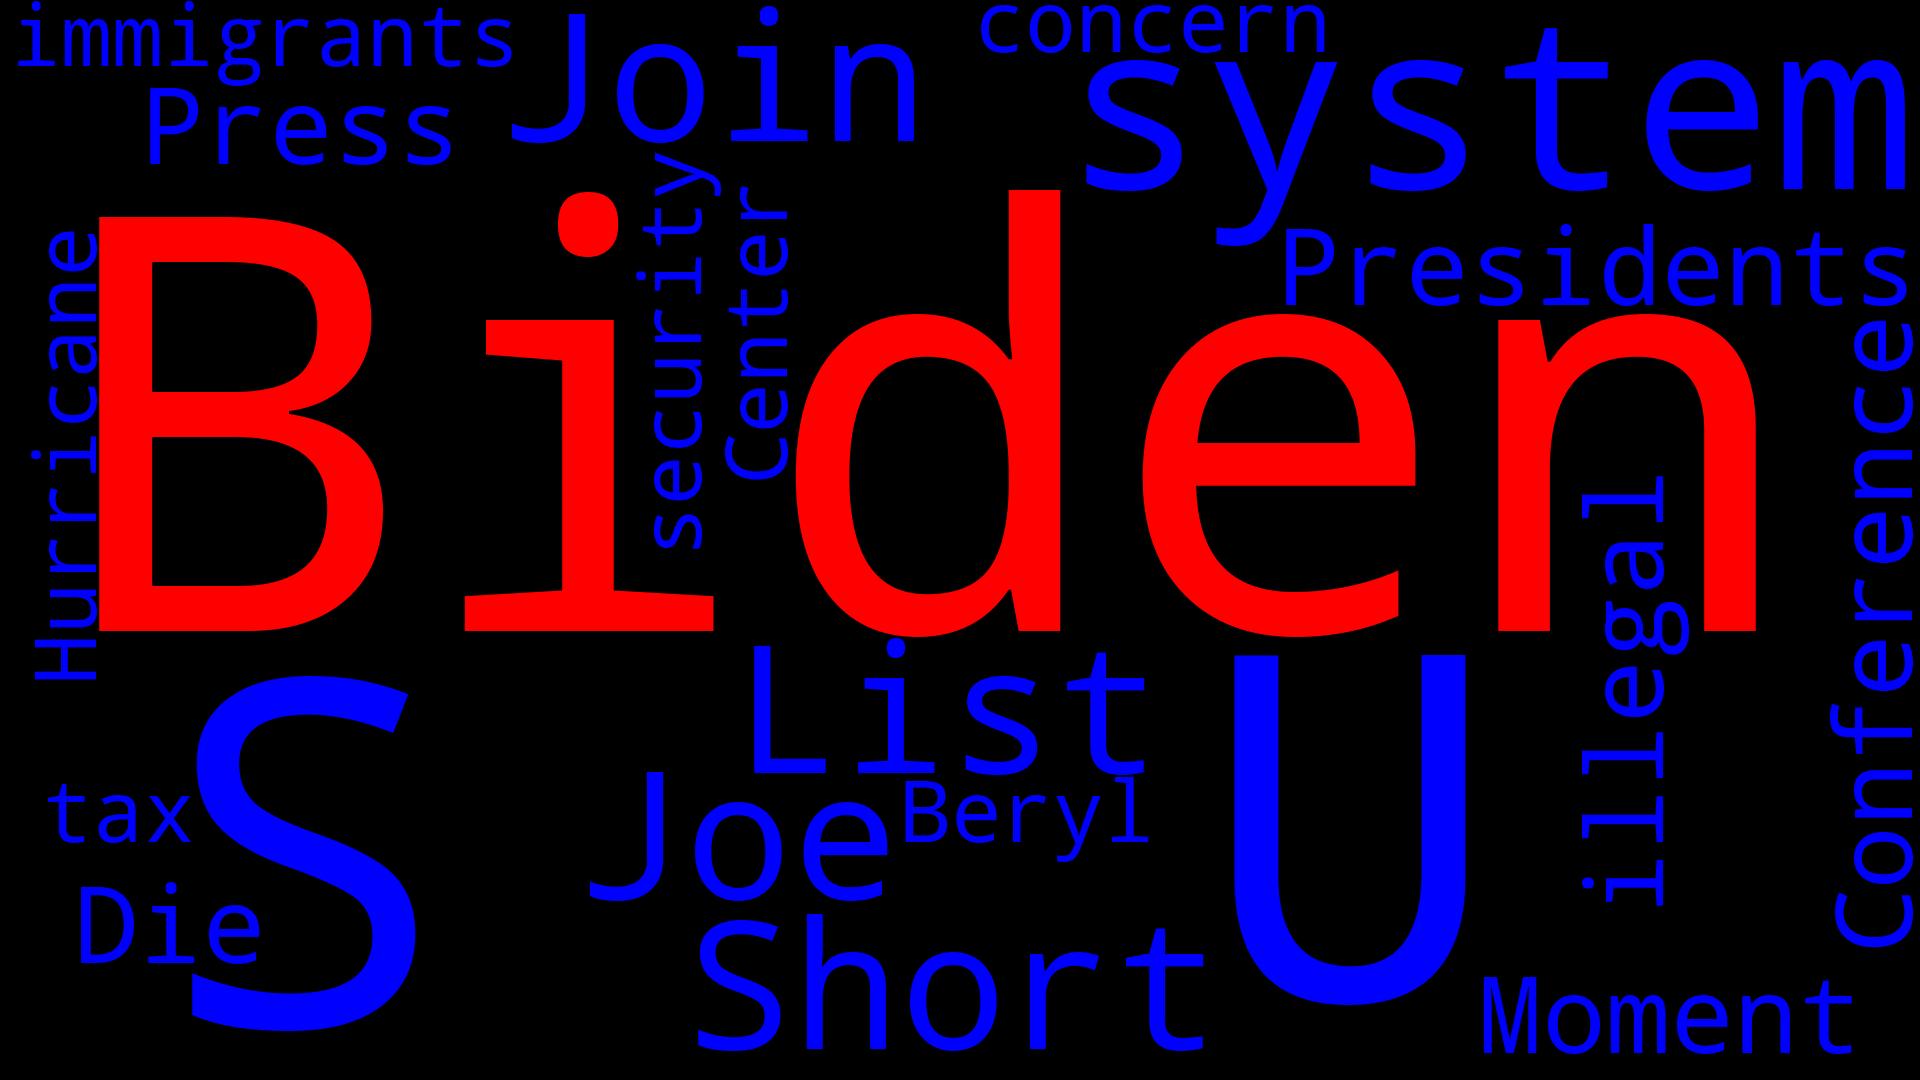 immigrants
Join
concern
system
Press
security
Center
Presidents
Hurricane
Biden
Conference
illegal
S
List
U
tax
Joe
Beryl
Die
Short
Moment